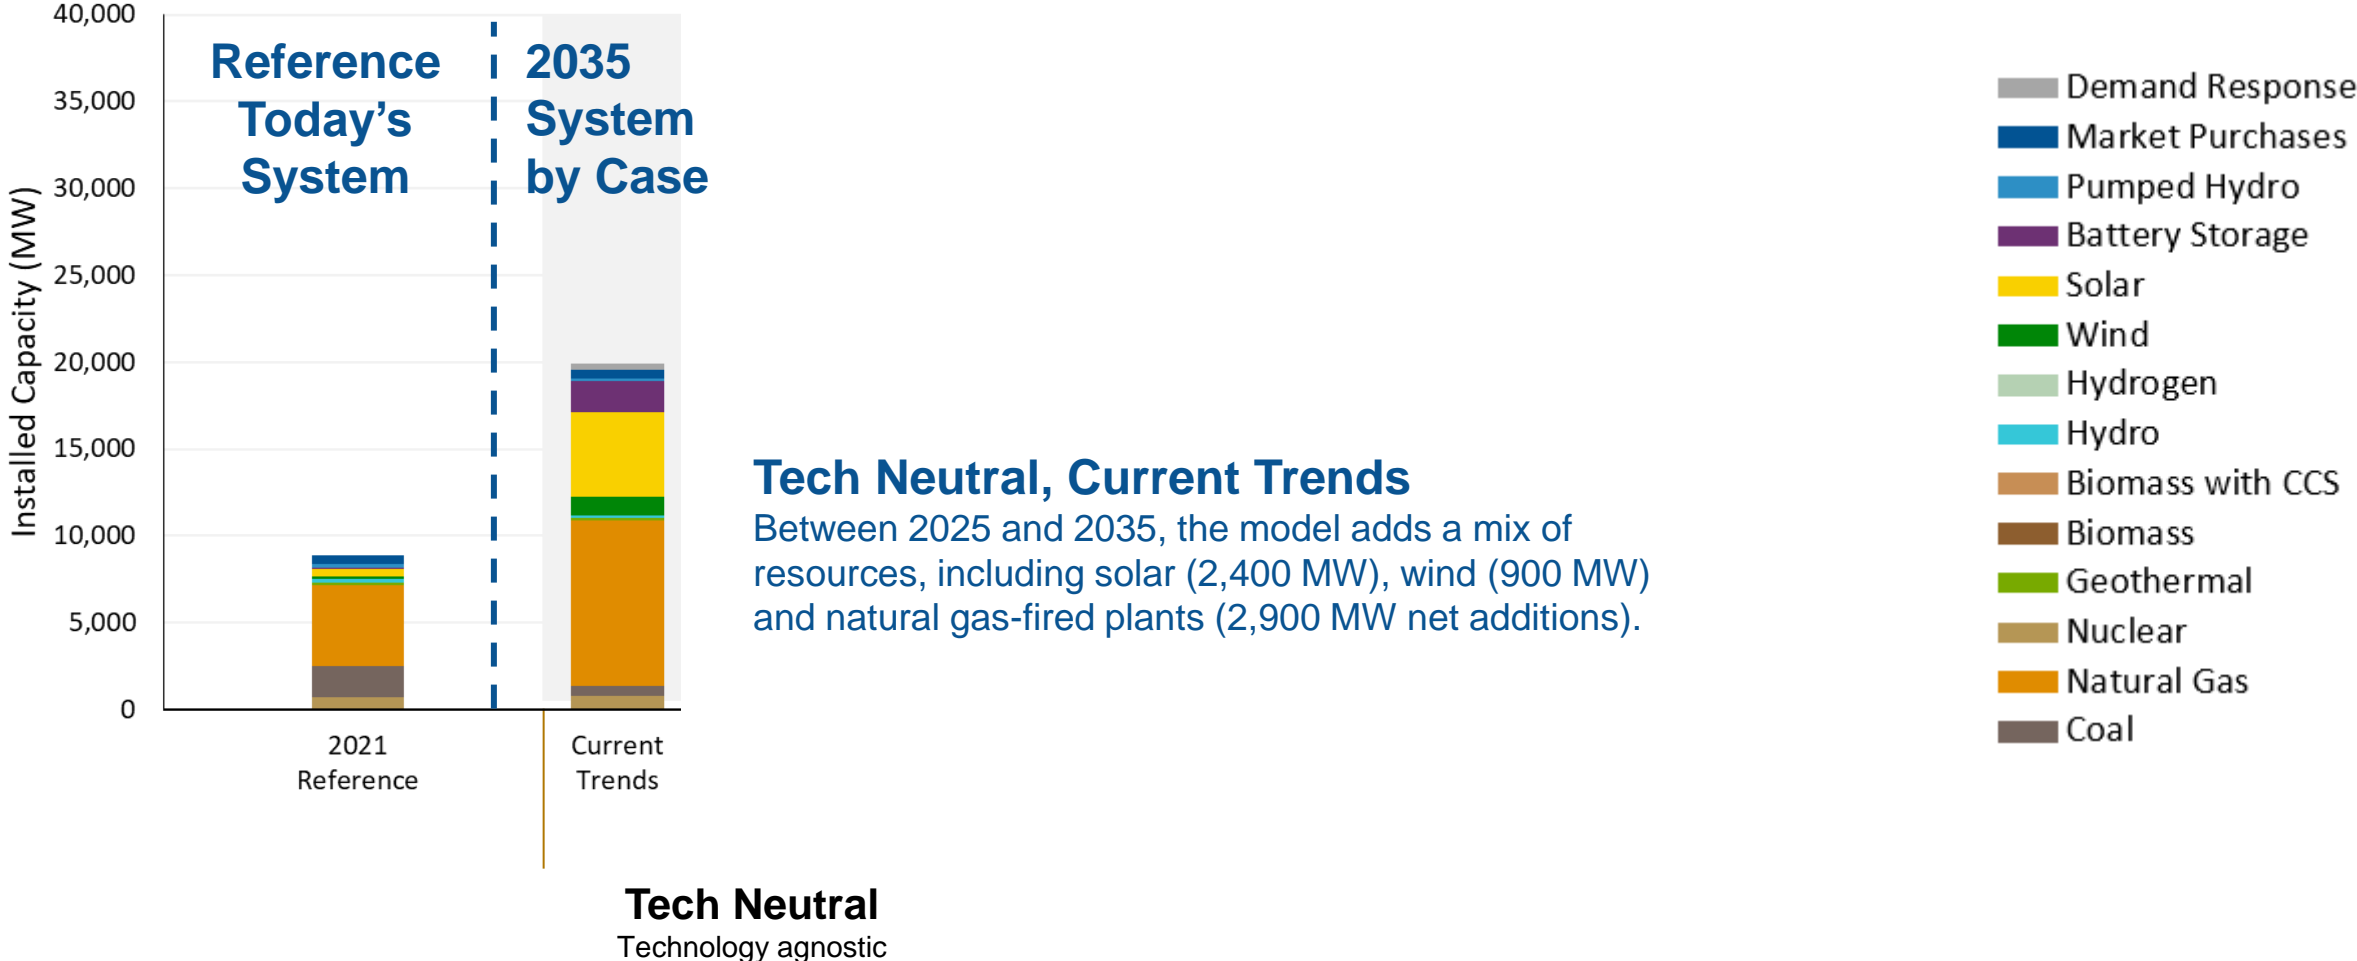 40,000
35,000
30,000
25,000
20,000
15,000
10,000
5,000
0
Installed Capacity (MW)
Reference
Today’s
System
2035
System
by Case
2021
Reference
Current
Trends
Tech Neutral, Current Trends
Between 2025 and 2035, the model adds a mix of
resources, including solar (2,400 MW), wind (900 MW)
and natural gas-fired plants (2,900 MW net additions).
Demand Response
Market Purchases
Pumped Hydro
Battery Storage
Solar
Wind
Hydrogen
Hydro
Biomass with CCS
Biomass
Geothermal
Nuclear
Natural Gas
Coal
Tech Neutral
Technology agnostic